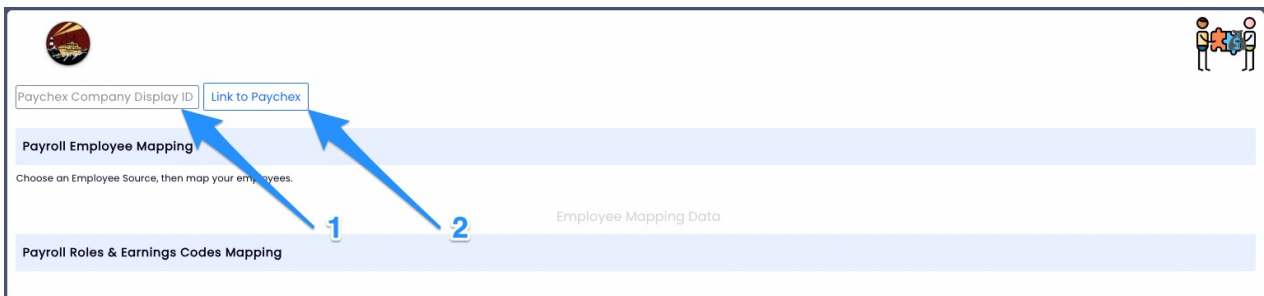 Paychex Company Display ID Link to Paychex
Payroll Employee Mapping
Choose an Employee Source, then map your employees.
1 2
Employee Mapping Data
Payroll Roles & Earnings Codes Mapping